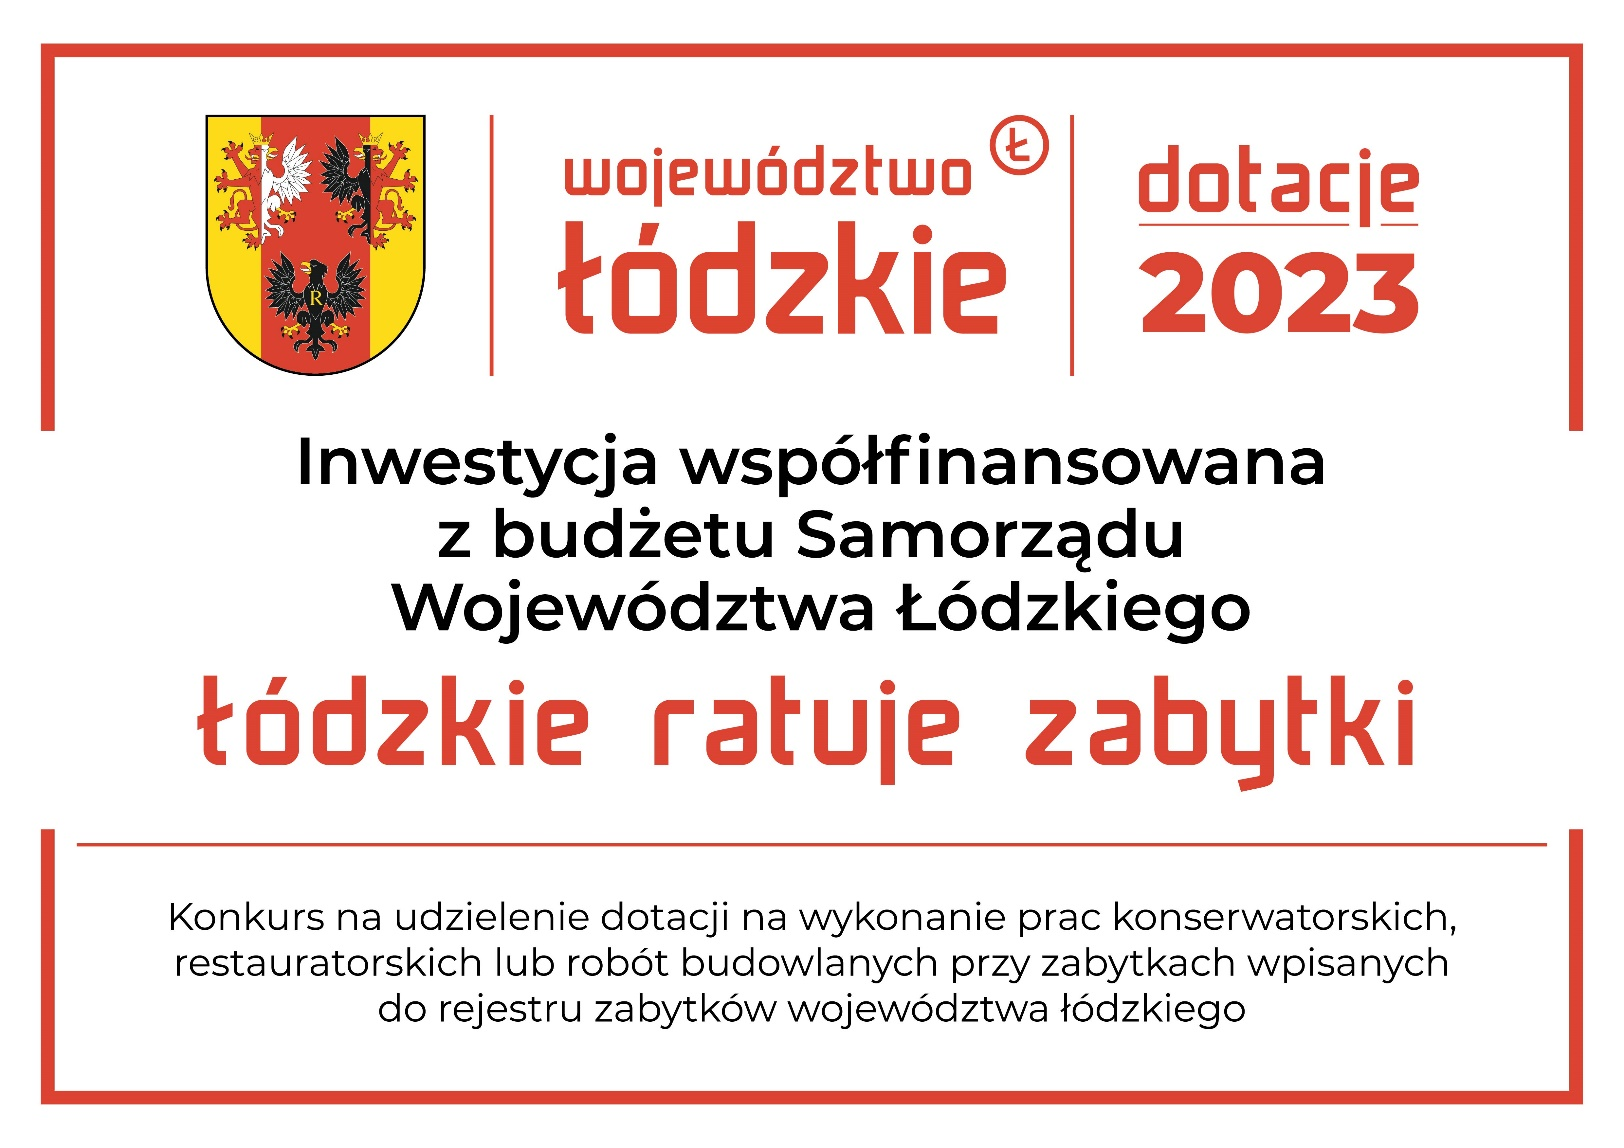 województwo Ł
łódzkie
dotacje
2023
R
Inwestycja współfinansowana
z budżetu Samorządu
Województwa Łódzkiego
łódzkie ratuje zabytki
Konkurs na udzielenie dotacji na wykonanie prac konserwatorskich,
restauratorskich lub robót budowlanych przy zabytkach wpisanych
do rejestru zabytków województwa łódzkiego